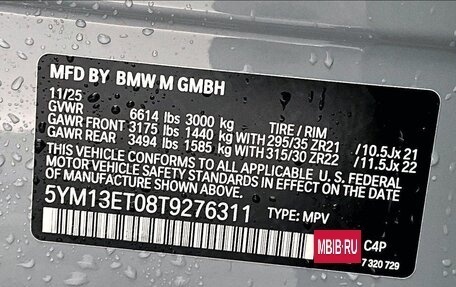 MFD BY BMW M GMBH
11/25
GVWR 6614 lbs 3000 kg TIRE / RIM
GAWR FRONT 3175 lbs 1440 kg WITH 295/35 ZR21 /10.5Jx 21
GAWR REAR 3494 lbs 1585 kg WITH 315/30 ZR22 /11.5Jx 22
THIS VEHICLE CONFORMS TO ALL APPLICABLE U. S. FEDERAL
MOTOR VEHICLE SAFETY STANDARDS IN EFFECT ON THE DATE
OF MANUFACTURE SHOWN ABOVE.
5YM13ET08T9276311 TYPE: MPV
MBIB.RU C4P
7 320 729